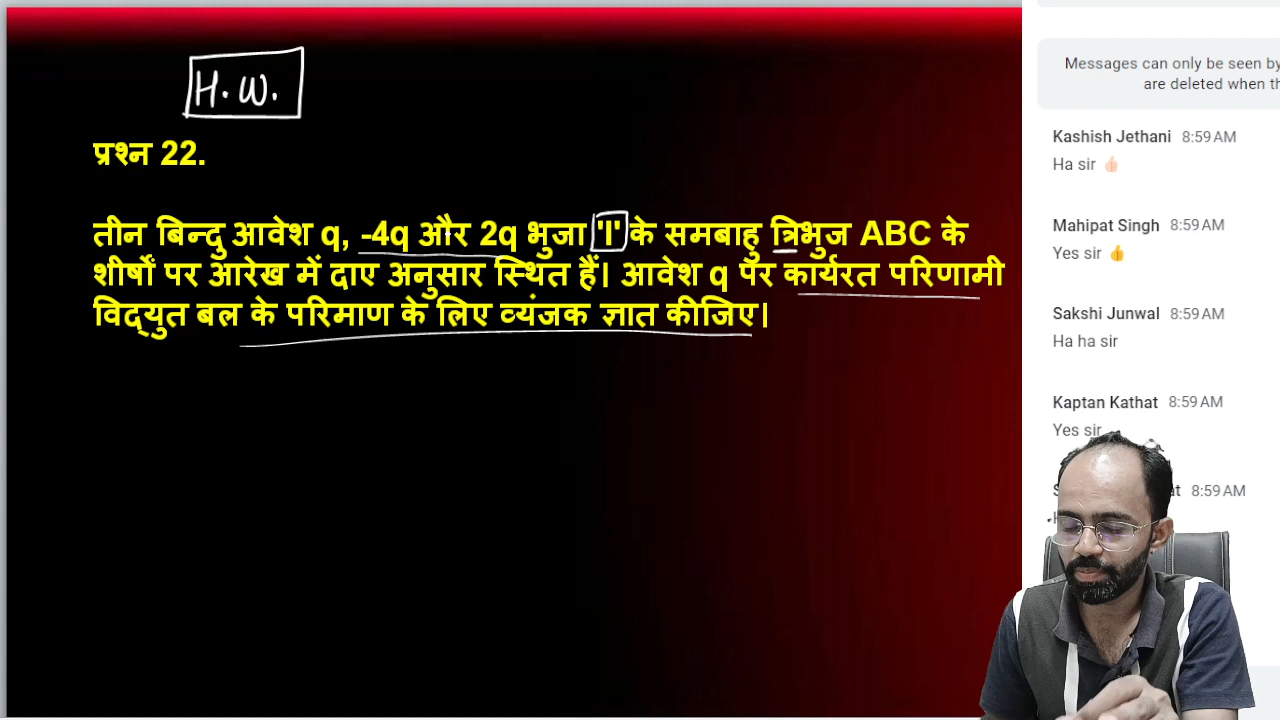 H.W.
प्रश्न 22.
तीन बिन्दु आवेश q, -4q और 2q भुजा 'l' के समबाहु त्रिभुज ABC के
शीर्षों पर आरेख में दाए अनुसार स्थित हैं। आवेश q पर कार्यरत परिणामी
विद्युत बल के परिमाण के लिए व्यंजक ज्ञात कीजिए।
Messages can only be seen by
are deleted when
Kashish Jethani 8:59 AM
Ha sir 👍🏻
Mahipat Singh 8:59 AM
Yes sir 👍
Sakshi Junwal 8:59 AM
Ha ha sir
Kaptan Kathat 8:59 AM
Yes sir
8:59 AM